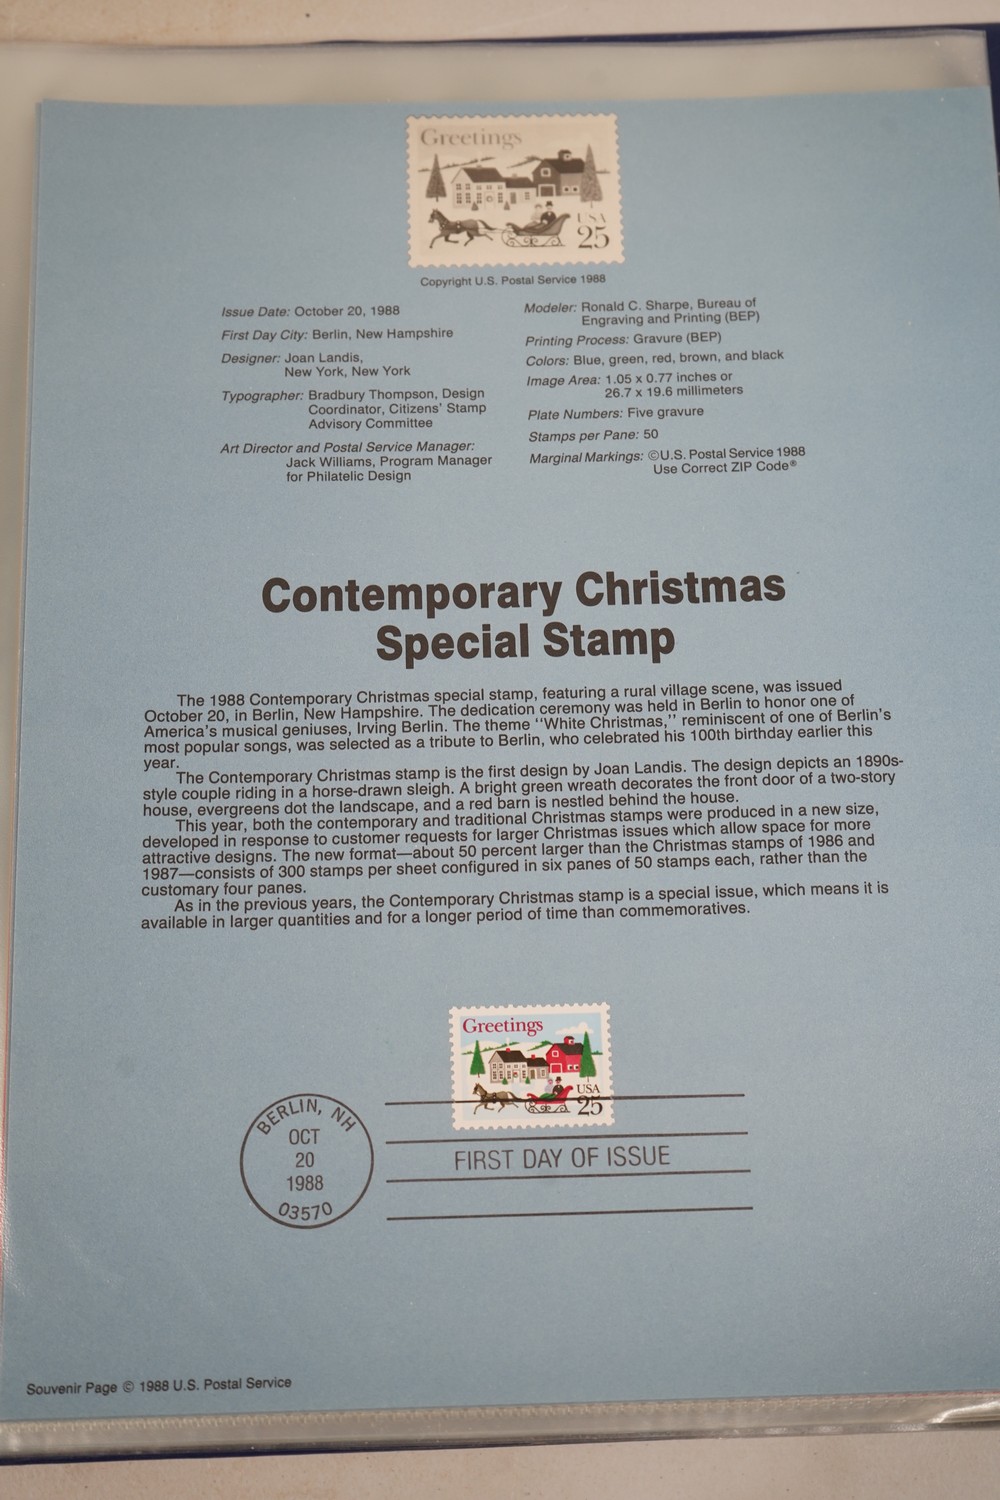 Greetings
USA
25
Copyright U.S. Postal Service 1988
Issue Date: October 20, 1988
First Day City: Berlin, New Hampshire
Designer: Joan Landis,
New York, New York
Typographer: Bradbury Thompson, Design
Coordinator, Citizens' Stamp
Advisory Committee
Art Director and Postal Service Manager:
Jack Williams, Program Manager
for Philatelic Design
Modeler: Ronald C. Sharpe, Bureau of
Engraving and Printing (BEP)
Printing Process: Gravure (BEP)
Colors: Blue, green, red, brown, and black
Image Area: 1.05 x 0.77 inches or
26.7 x 19.6 millimeters
Plate Numbers: Five gravure
Stamps per Pane: 50
Marginal Markings: ©U.S. Postal Service 1988
Use Correct ZIP Code®
Contemporary Christmas
Special Stamp
The 1988 Contemporary Christmas special stamp, featuring a rural village scene, was issued
October 20, in Berlin, New Hampshire. The dedication ceremony was held in Berlin to honor one of
America's musical geniuses, Irving Berlin. The theme "White Christmas," reminiscent of one of Berlin's
most popular songs, was selected as a tribute to Berlin, who celebrated his 100th birthday earlier this
year.
The Contemporary Christmas stamp is the first design by Joan Landis. The design depicts an 1890s-
style couple riding in a horse-drawn sleigh. A bright green wreath decorates the front door of a two-story
house, evergreens dot the landscape, and a red barn is nestled behind the house.
This year, both the contemporary and traditional Christmas stamps were produced in a new size,
developed in response to customer requests for larger Christmas issues which allow space for more
attractive designs. The new format—about 50 percent larger than the Christmas stamps of 1986 and
1987—consists of 300 stamps per sheet configured in six panes of 50 stamps each, rather than the
customary four panes.
As in the previous years, the Contemporary Christmas stamp is a special issue, which means it is
available in larger quantities and for a longer period of time than commemoratives.
Greetings
USA
25
BERLIN, NH
OCT
20
1988
03570
FIRST DAY OF ISSUE
Souvenir Page © 1988 U.S. Postal Service